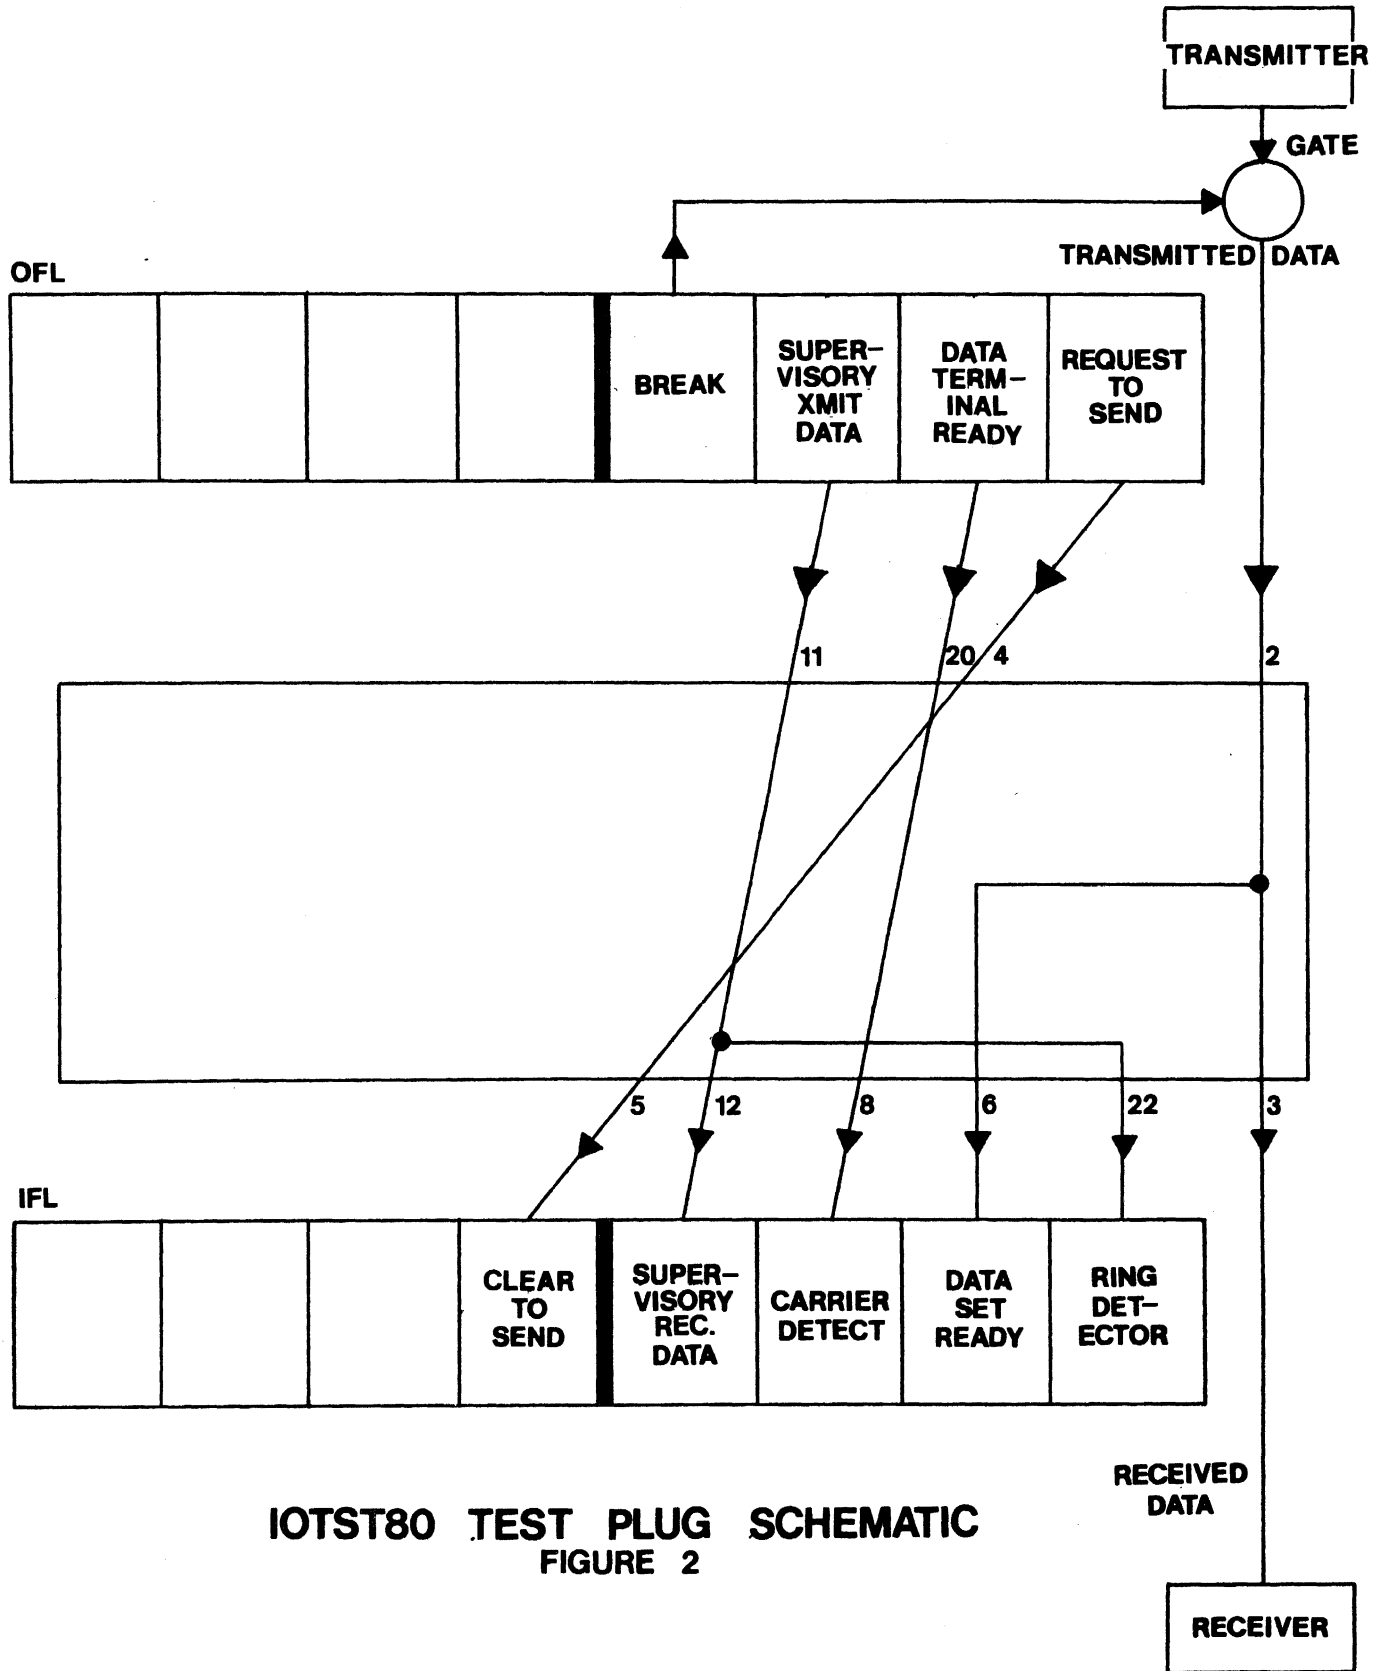 TRANSMITTER
GATE
TRANSMITTED DATA
OFL
BREAK
SUPER-
VISORY
XMIT
DATA
DATA
TERM-
INAL
READY
REQUEST
TO
SEND
11
20
4
2
5
12
8
6
22
3
IFL
CLEAR
TO
SEND
SUPER-
VISORY
REC.
DATA
CARRIER
DETECT
DATA
SET
READY
RING
DET-
ECTOR
RECEIVED
DATA
IOTST80 TEST PLUG SCHEMATIC
FIGURE 2
RECEIVER